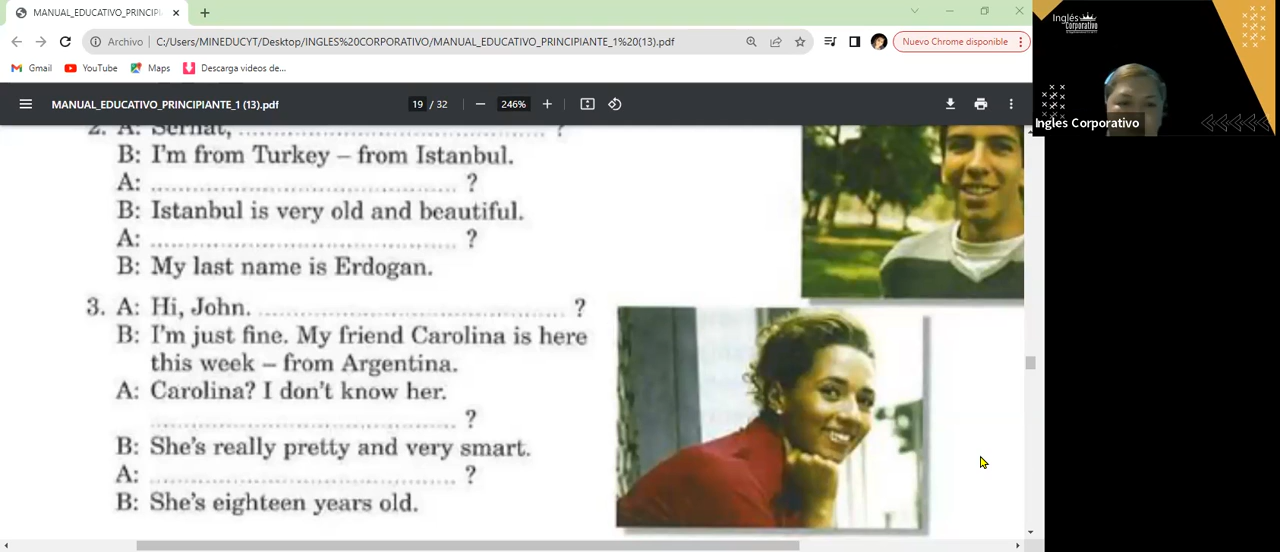 MANUAL_EDUCATIVO_PRINCIPI
Archivo
C:/Users/MINEDUCYT/Desktop/INGLES%20CORPORATIVO/MANUAL_EDUCATIVO_PRINCIPIANTE_1%20(13).pdf
Nuevo Chrome disponible
Gmail
YouTube
Maps
Descarga videos de...
MANUAL_EDUCATIVO_PRINCIPIANTE_1 (13).pdf
19 / 32
246%
Inglés
Corporativo
Ingles Corporativo
2. A: Serhat, ........................................ ?
B: I'm from Turkey – from Istanbul.
A: ........................................ ?
B: Istanbul is very old and beautiful.
A: ........................................ ?
B: My last name is Erdogan.
3. A: Hi, John. ........................................ ?
B: I'm just fine. My friend Carolina is here
this week – from Argentina.
A: Carolina? I don't know her.
........................................ ?
B: She's really pretty and very smart.
A: ........................................ ?
B: She's eighteen years old.